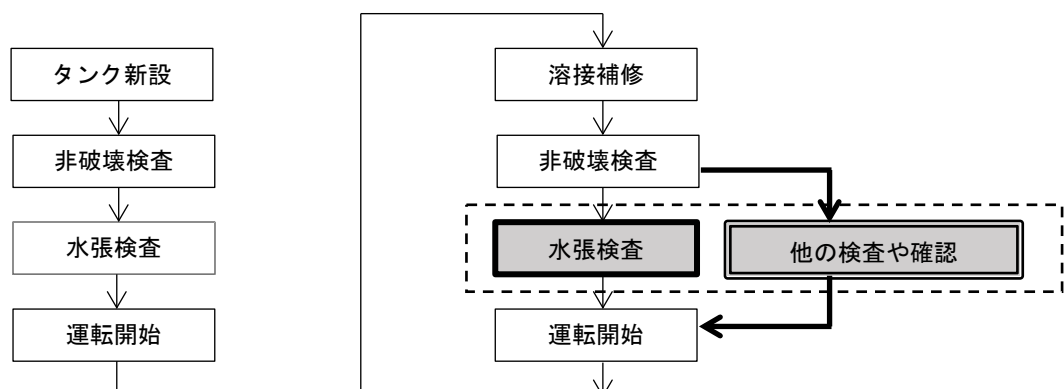 タンク新設
非破壊検査
水張検査
運転開始
溶接補修
非破壊検査
水張検査
他の検査や確認
運転開始